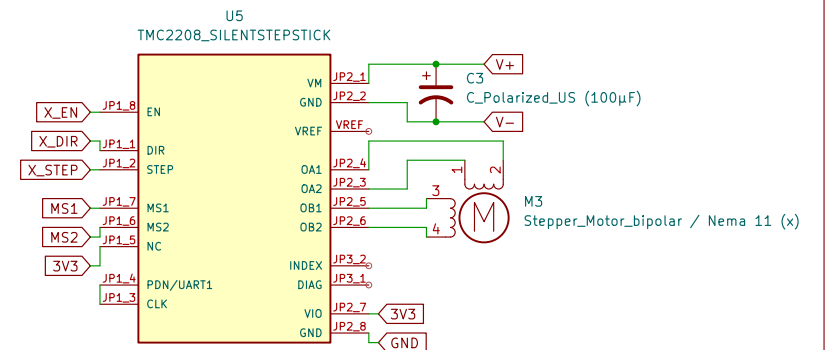 U5
TMC2208_SILENTSTEPSTICK
JP2_1
VM
V+
+
C3
C_Polarized_US (100µF)
JP2_2
GND
V-
X_EN
JP1_8
EN
VREF
VREF
X_DIR
JP1_1
DIR
X_STEP
JP1_2
STEP
OA1
JP2_4
OA2
JP2_3
1
2
MS1
JP1_7
MS1
OB1
JP2_5
3
M
M3
Stepper_Motor_bipolar / Nema 11 (x)
MS2
JP1_6
MS2
OB2
JP2_6
4
3V3
JP1_5
NC
INDEX
JP3_2
JP1_4
PDN/UART1
DIAG
JP3_1
JP1_3
CLK
VIO
JP2_7
3V3
GND
JP2_8
GND